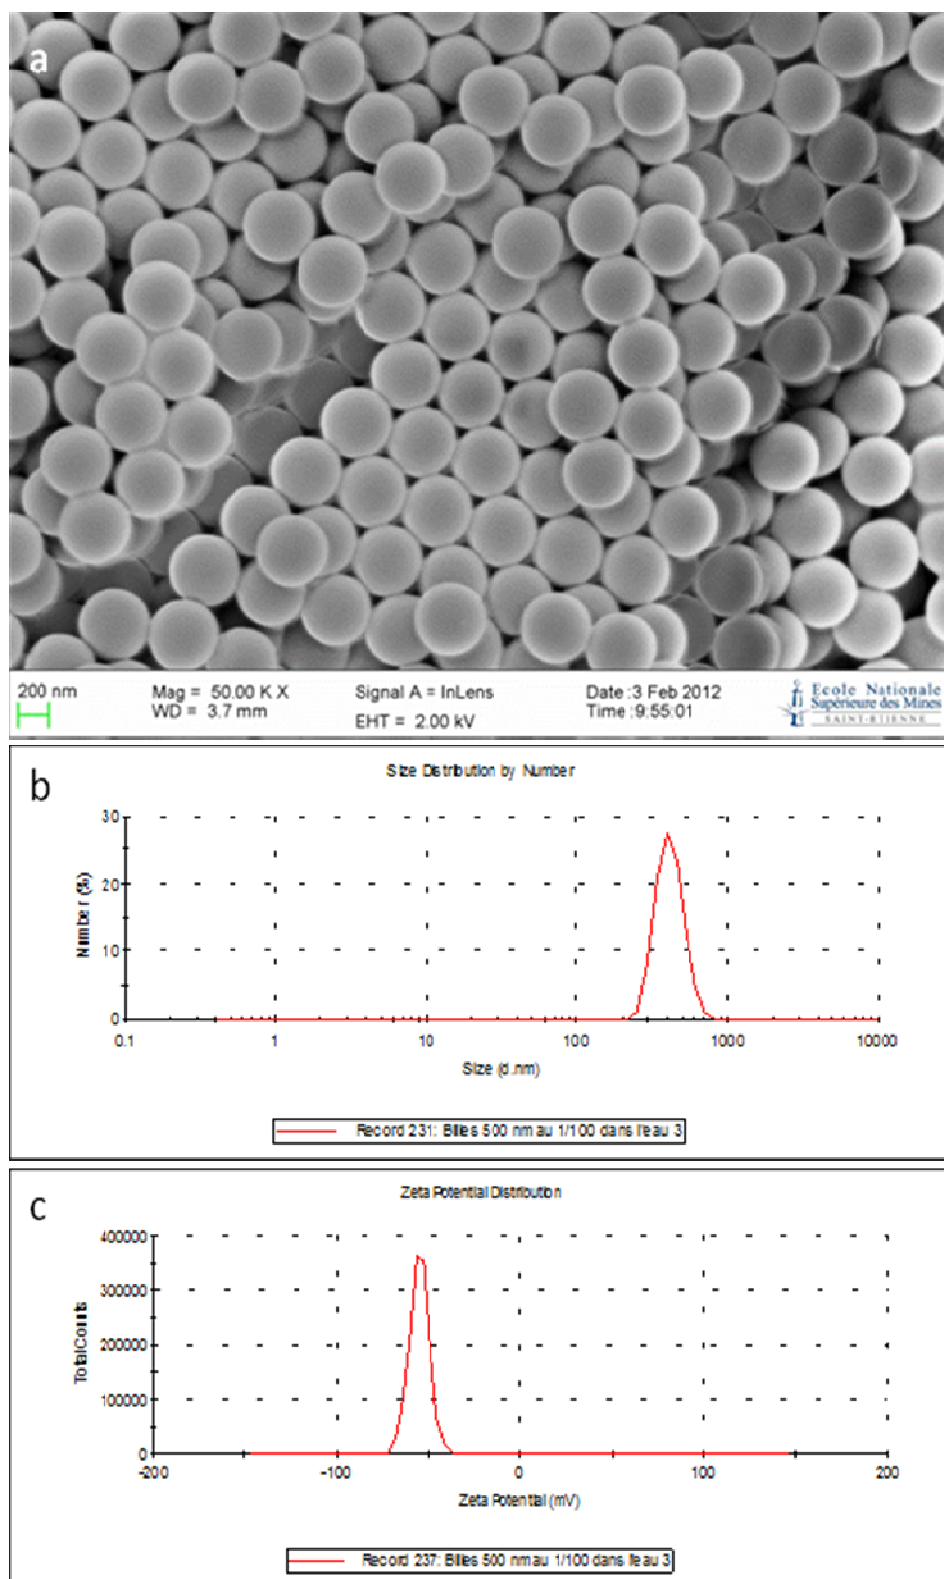 a
200 nm
Mag = 50.00 K X
WD = 3.7 mm
Signal A = InLens
EHT = 2.00 kV
Date :3 Feb 2012
Time :9:55:01
Ecole Nationale
Supérieure des Mines
SAINT-ETIENNE
b
Size Distribution by Number
Number (%)
30
20
10
0
0.1 1 10 100 1000 10000
Size (d.nm)
Record 231: Billes 500 nm au 1/100 dans l'eau 3
c
Zeta Potential Distribution
Total Counts
400000
300000
200000
100000
0
-200 -100 0 100 200
Zeta Potential (mV)
Record 237: Billes 500 nm au 1/100 dans l'eau 3